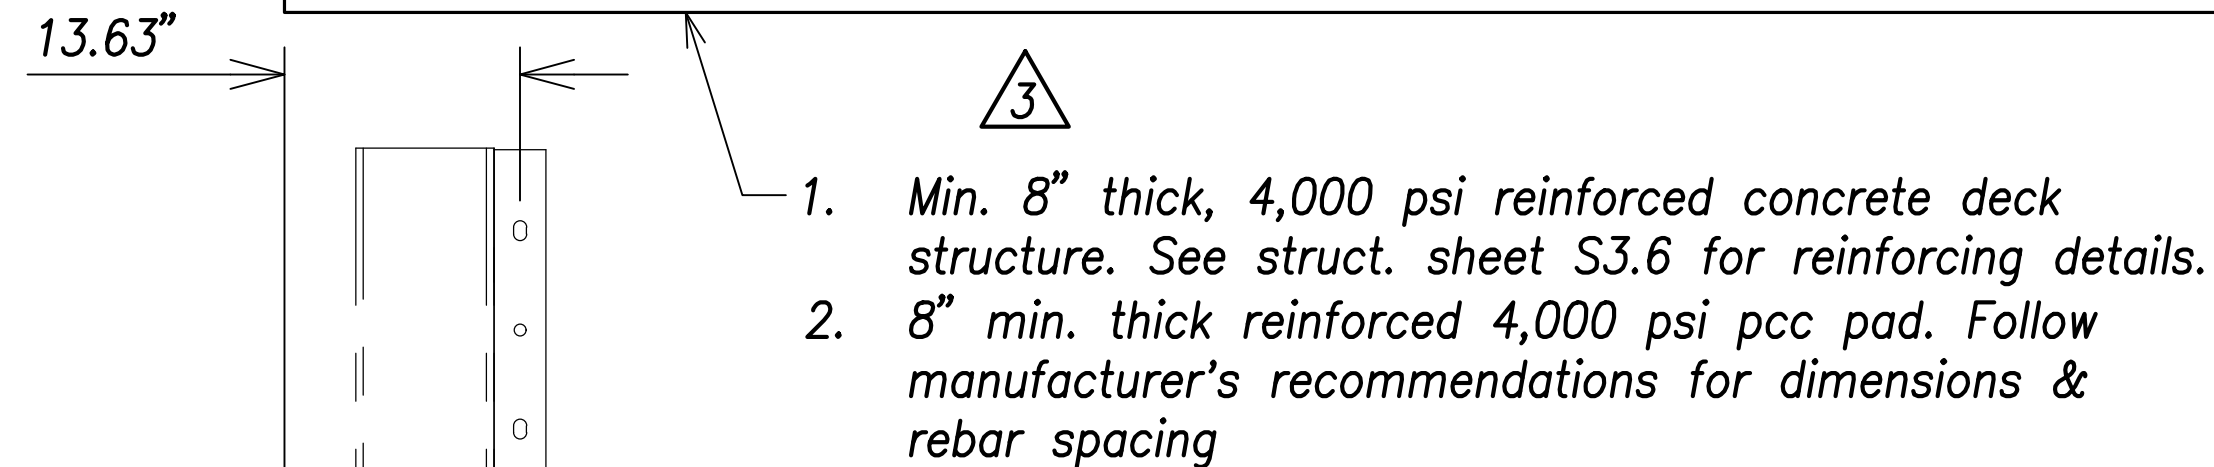 13.63”
3
1. Min. 8” thick, 4,000 psi reinforced concrete deck
structure. See struct. sheet S3.6 for reinforcing details.
2. 8” min. thick reinforced 4,000 psi pcc pad. Follow
manufacturer’s recommendations for dimensions &
rebar spacing